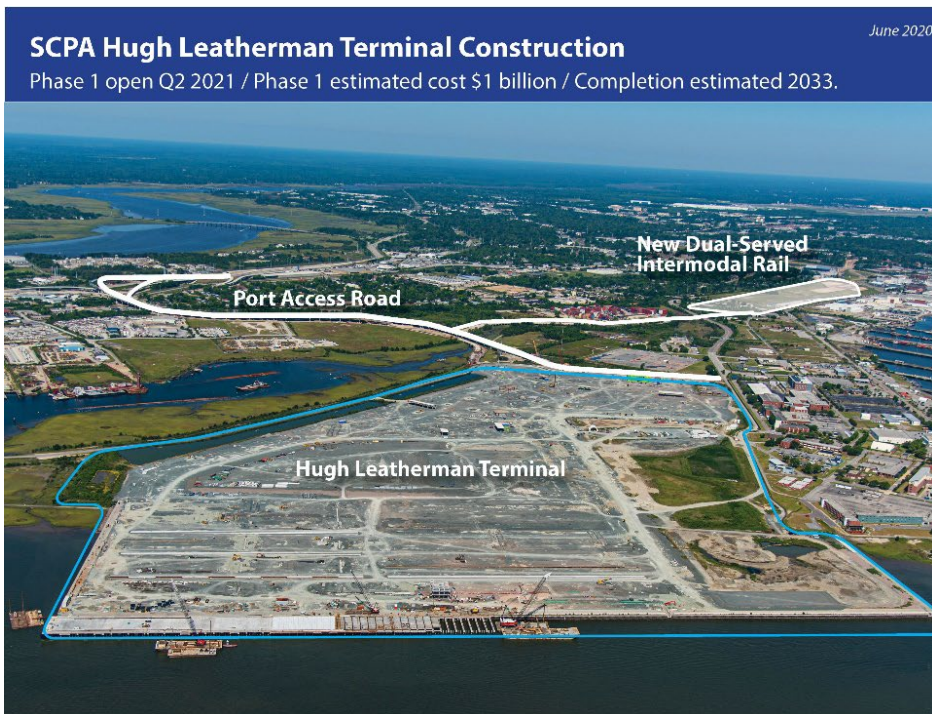 SCPA Hugh Leatherman Terminal Construction
June 2020
Phase 1 open Q2 2021 / Phase 1 estimated cost $1 billion / Completion estimated 2033.
New Dual-Served
Intermodal Rail
Port Access Road
Hugh Leatherman Terminal